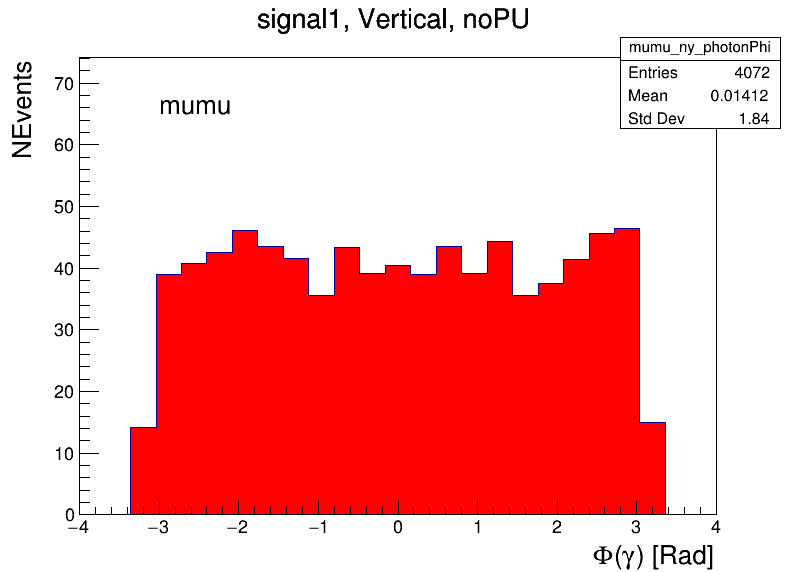 signal1, Vertical, noPU
mumu_ny_photonPhi
Entries 4072
Mean 0.01412
Std Dev 1.84
NEvents
mumu
70
60
50
40
30
20
10
0
−4 −3 −2 −1 0 1 2 3 4
Φ(γ) [Rad]